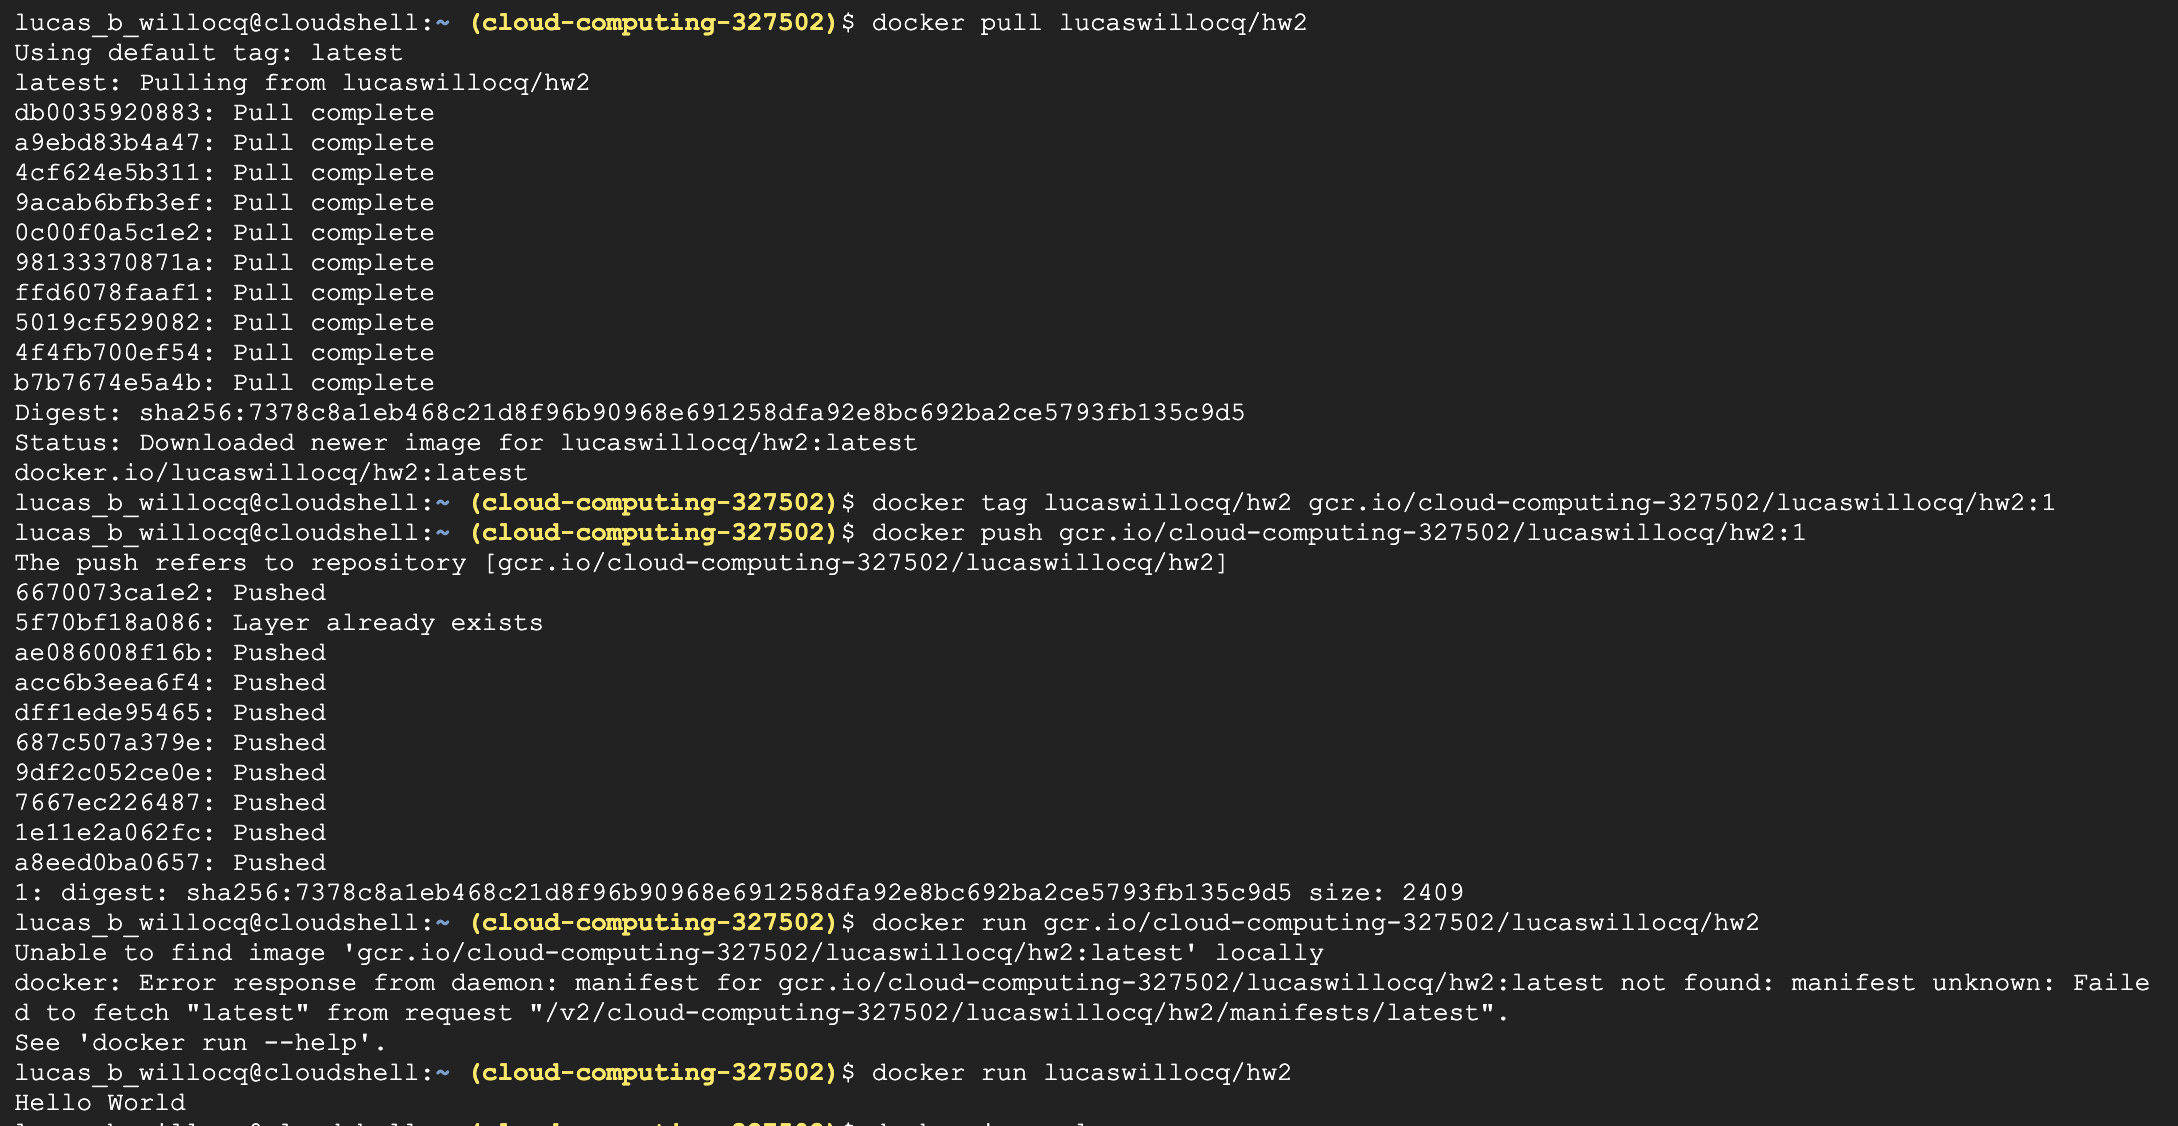 lucas_b_willocq@cloudshell:~ (cloud-computing-327502)$ docker pull lucaswillocq/hw2
Using default tag: latest
latest: Pulling from lucaswillocq/hw2
db0035920883: Pull complete
a9ebd83b4a47: Pull complete
4cf624e5b311: Pull complete
9acab6bfb3ef: Pull complete
0c00f0a5c1e2: Pull complete
98133370871a: Pull complete
ffd6078faaf1: Pull complete
5019cf529082: Pull complete
4f4fb700ef54: Pull complete
b7b7674e5a4b: Pull complete
Digest: sha256:7378c8a1eb468c21d8f96b90968e691258dfa92e8bc692ba2ce5793fb135c9d5
Status: Downloaded newer image for lucaswillocq/hw2:latest
docker.io/lucaswillocq/hw2:latest
lucas_b_willocq@cloudshell:~ (cloud-computing-327502)$ docker tag lucaswillocq/hw2 gcr.io/cloud-computing-327502/lucaswillocq/hw2:1
lucas_b_willocq@cloudshell:~ (cloud-computing-327502)$ docker push gcr.io/cloud-computing-327502/lucaswillocq/hw2:1
The push refers to repository [gcr.io/cloud-computing-327502/lucaswillocq/hw2]
6670073ca1e2: Pushed
5f70bf18a086: Layer already exists
ae086008f16b: Pushed
acc6b3eea6f4: Pushed
dff1ede95465: Pushed
687c507a379e: Pushed
9df2c052ce0e: Pushed
7667ec226487: Pushed
1e11e2a062fc: Pushed
a8eed0ba0657: Pushed
1: digest: sha256:7378c8a1eb468c21d8f96b90968e691258dfa92e8bc692ba2ce5793fb135c9d5 size: 2409
lucas_b_willocq@cloudshell:~ (cloud-computing-327502)$ docker run gcr.io/cloud-computing-327502/lucaswillocq/hw2
Unable to find image 'gcr.io/cloud-computing-327502/lucaswillocq/hw2:latest' locally
docker: Error response from daemon: manifest for gcr.io/cloud-computing-327502/lucaswillocq/hw2:latest not found: manifest unknown: Faile
d to fetch "latest" from request "/v2/cloud-computing-327502/lucaswillocq/hw2/manifests/latest".
See 'docker run --help'.
lucas_b_willocq@cloudshell:~ (cloud-computing-327502)$ docker run lucaswillocq/hw2
Hello World